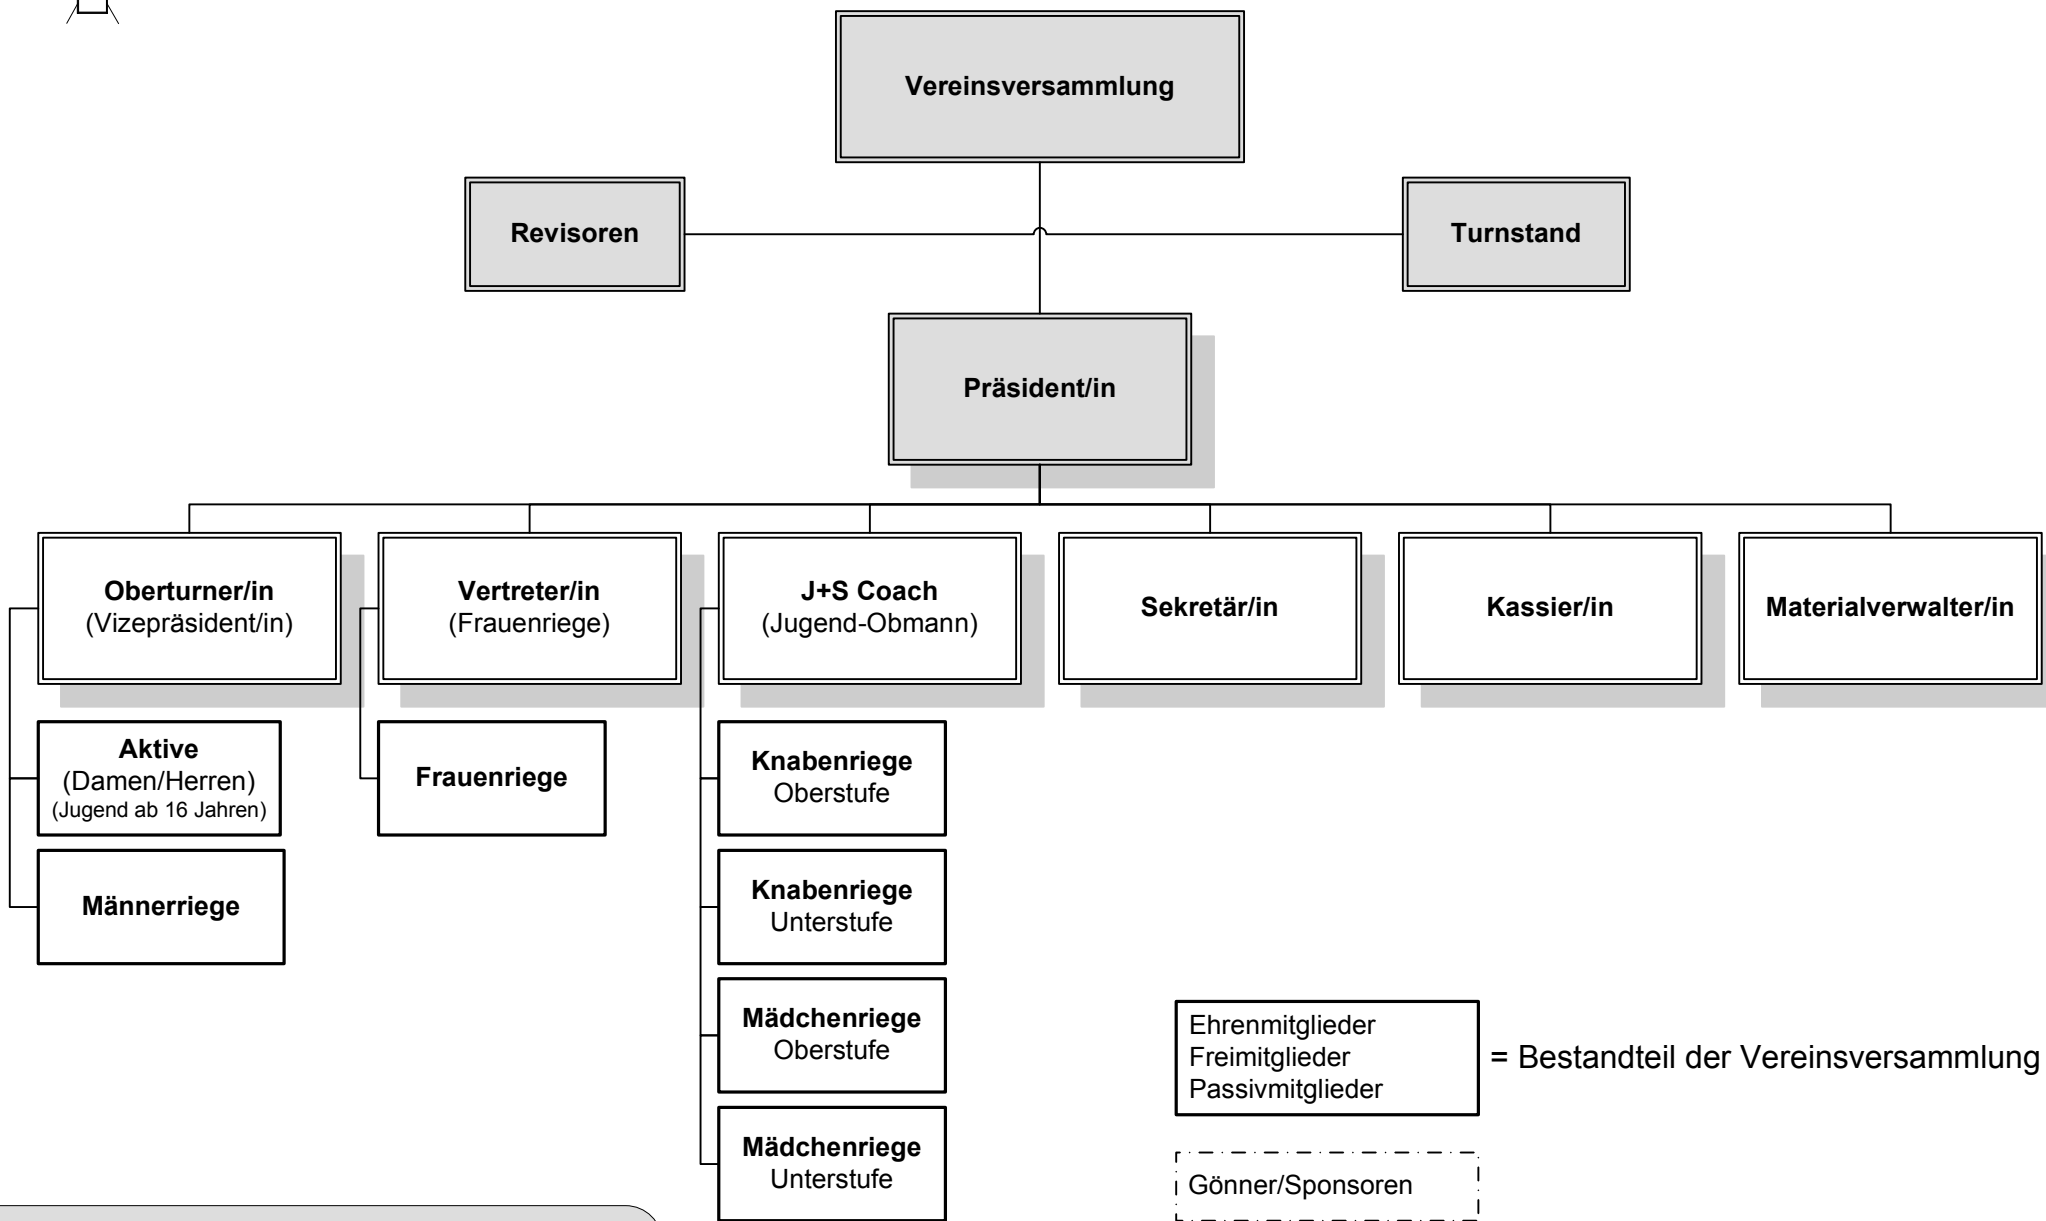 Vereinsversammlung
Revisoren
Turnstand
Präsident/in
Oberturner/in
(Vizepräsident/in)
Vertreter/in
(Frauenriege)
J+S Coach
(Jugend-Obmann)
Sekretär/in
Kassier/in
Materialverwalter/in
Aktive
(Damen/Herren)
(Jugend ab 16 Jahren)
Männerriege
Frauenriege
Knabenriege
Oberstufe
Knabenriege
Unterstufe
Mädchenriege
Oberstufe
Mädchenriege
Unterstufe
Ehrenmitglieder
Freimitglieder
Passivmitglieder
= Bestandteil der Vereinsversammlung
Gönner/Sponsoren